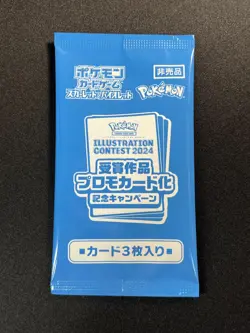 ポケモン
カードゲーム
スカーレット&バイオレット
Pokémon
非売品
Pokémon
ILLUSTRATION
CONTEST 2024
受賞作品
プロモカード化
記念キャンペーン
■カード3枚入り■